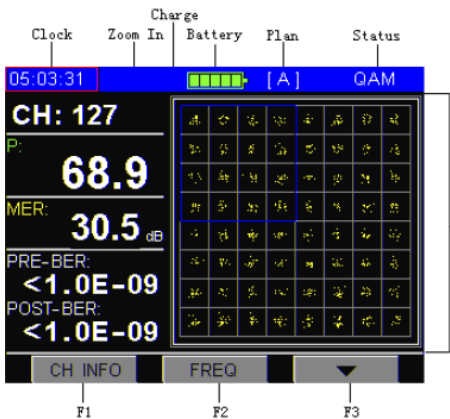 Charge
Clock Zoom In Battery Plan Status
05:03:31 [A] QAM
CH: 127
P:
68.9
MER:
30.5 dB
PRE-BER:
<1.0E-09
POST-BER:
<1.0E-09
CH INFO FREQ
F1 F2 F3